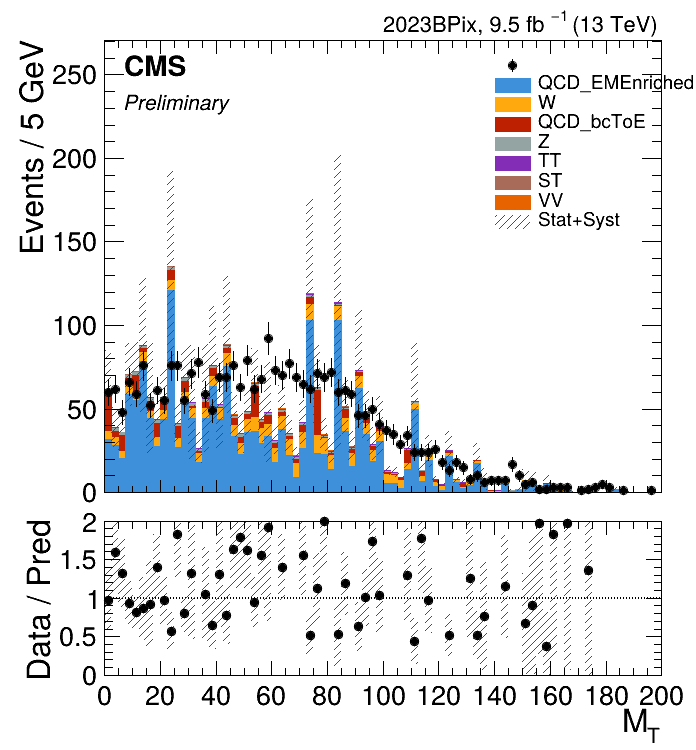 2023BPix, 9.5 fb⁻¹ (13 TeV)
CMS
Preliminary
Events / 5 GeV
250
200
150
100
50
0
QCD_EMEnriched
W
QCD_bcToE
Z
TT
ST
VV
Stat+Syst
Data / Pred
2
1.5
1
0.5
0
0 20 40 60 80 100 120 140 160 180 200
M_T